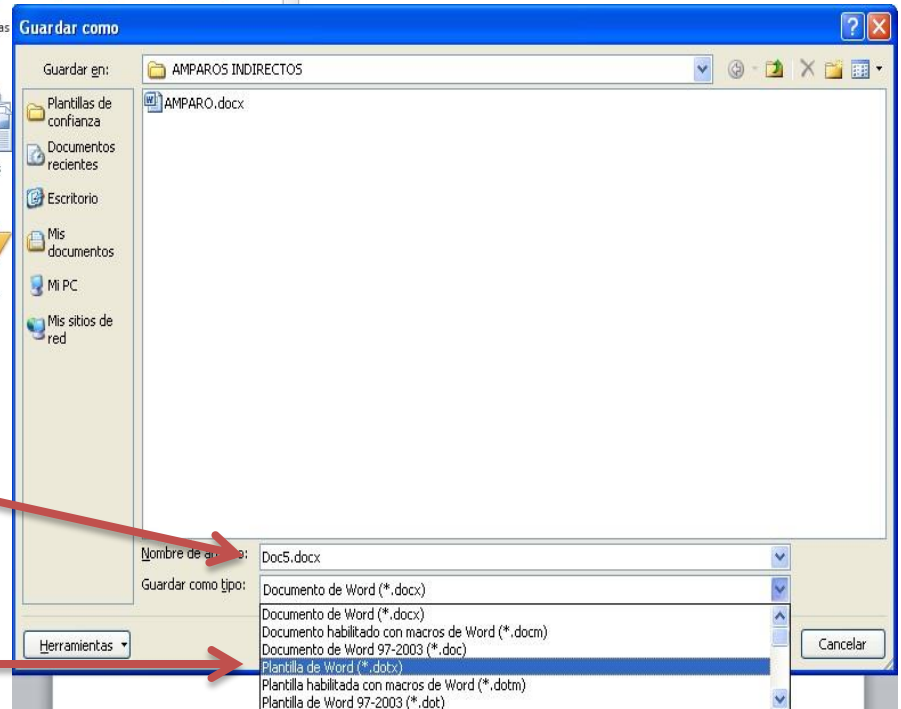 as
Guardar como
Guardar en:
AMPAROS INDIRECTOS
Plantillas de
confianza
AMPARO.docx
Documentos
recientes
Escritorio
Mis
documentos
Mi PC
Mis sitios de
red
Nombre de
Doc5.docx
Guardar como tipo:
Documento de Word (*.docx)
Documento de Word (*.docx)
Documento habilitado con macros de Word (*.docm)
Documento de Word 97-2003 (*.doc)
Plantilla de Word (*.dotx)
Plantilla habilitada con macros de Word (*.dotm)
Plantilla de Word 97-2003 (*.dot)
Herramientas
Cancelar